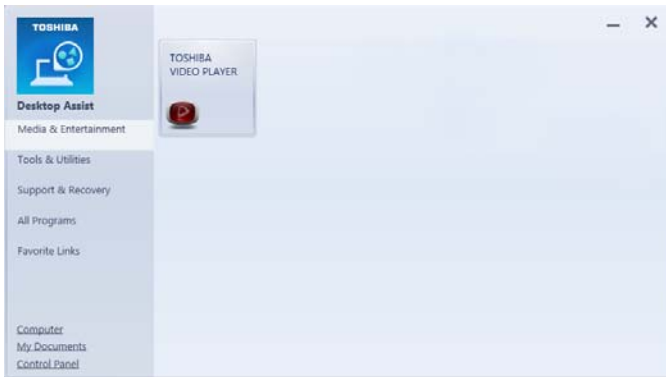 TOSHIBA
Desktop Assist
Media & Entertainment
Tools & Utilities
Support & Recovery
All Programs
Favorite Links
Computer
My Documents
Control Panel
TOSHIBA
VIDEO PLAYER